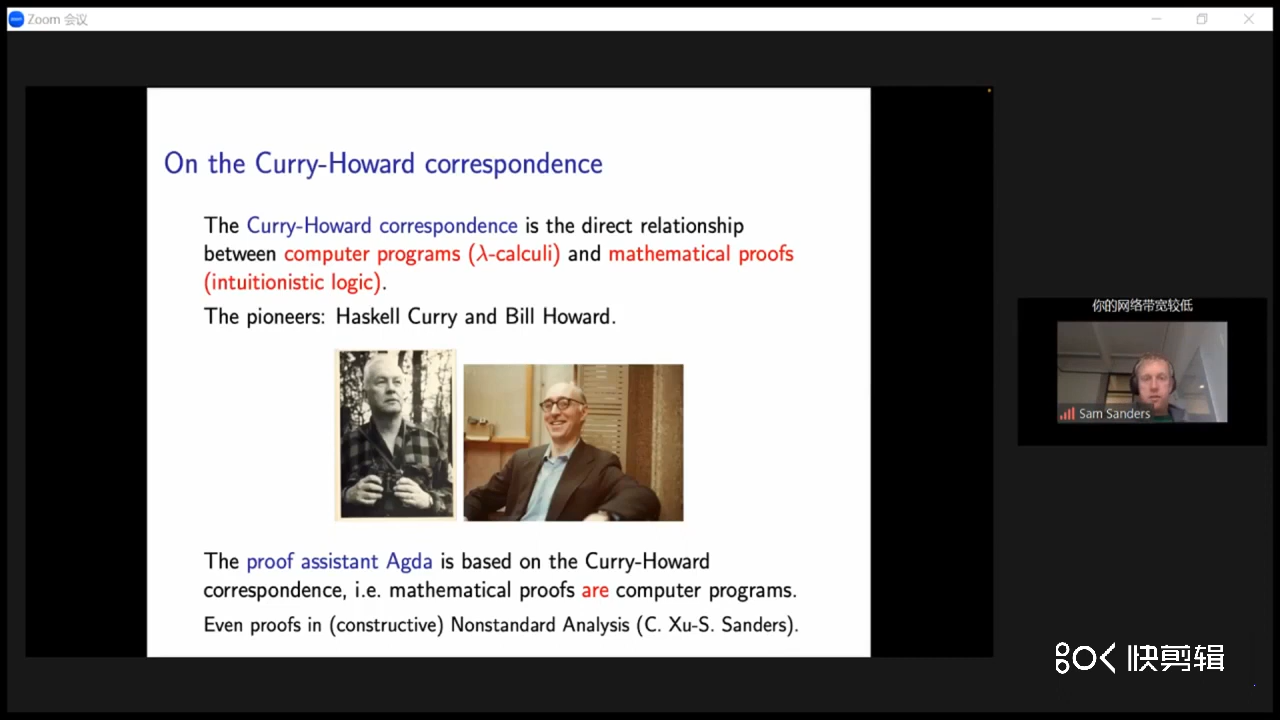 Zoom 会议
On the Curry-Howard correspondence
The Curry-Howard correspondence is the direct relationship
between computer programs (λ-calculi) and mathematical proofs
(intuitionistic logic).
The pioneers: Haskell Curry and Bill Howard.
The proof assistant Agda is based on the Curry-Howard
correspondence, i.e. mathematical proofs are computer programs.
Even proofs in (constructive) Nonstandard Analysis (C. Xu-S. Sanders).
你的网络带宽较低
Sam Sanders
快剪辑